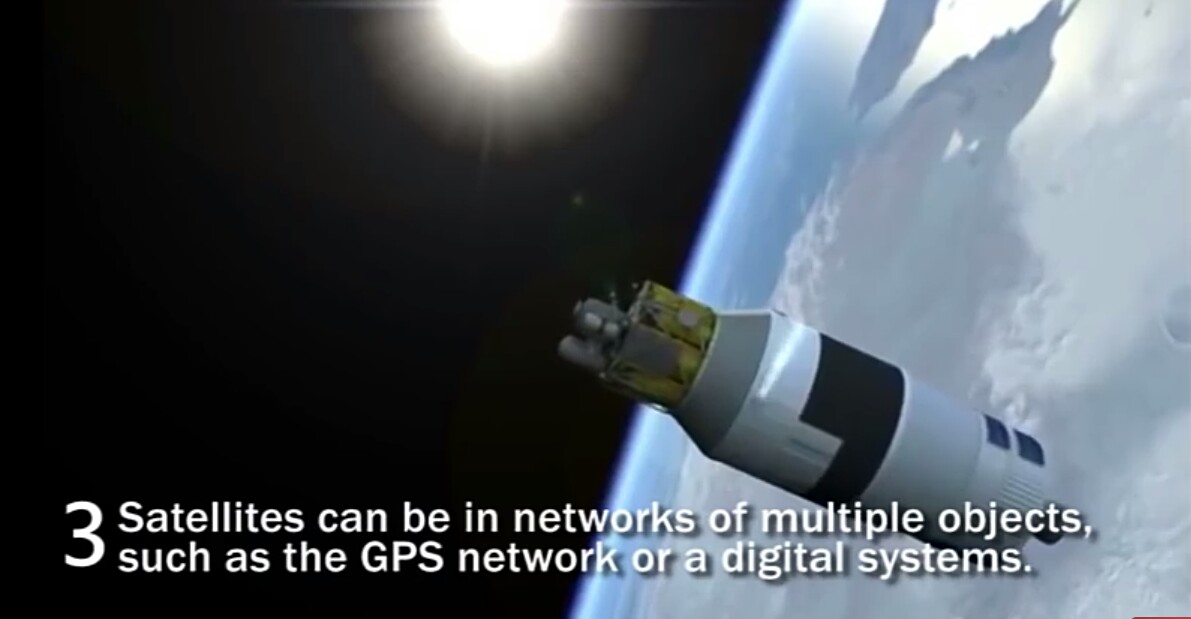 3 Satellites can be in networks of multiple objects,
such as the GPS network or a digital systems.